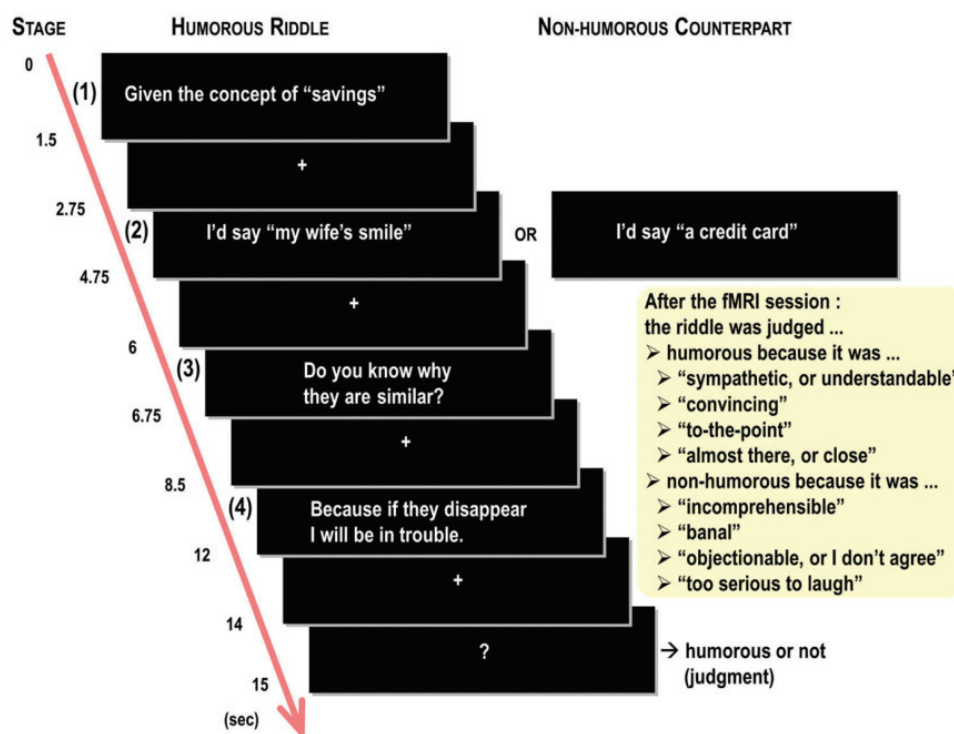 STAGE HUMOROUS RIDDLE NON-HUMOROUS COUNTERPART
0
(1) Given the concept of “savings”
1.5
+
2.75
(2) I’d say “my wife’s smile” OR I’d say “a credit card”
4.75
+
6
(3) Do you know why
they are similar?
6.75
+
8.5
(4) Because if they disappear
I will be in trouble.
12
+
14
?
15
(sec)
After the fMRI session :
the riddle was judged ...
➢ humorous because it was ...
➢ “sympathetic, or understandable”
➢ “convincing”
➢ “to-the-point”
➢ “almost there, or close”
➢ non-humorous because it was ...
➢ “incomprehensible”
➢ “banal”
➢ “objectionable, or I don’t agree”
➢ “too serious to laugh”
→ humorous or not
(judgment)